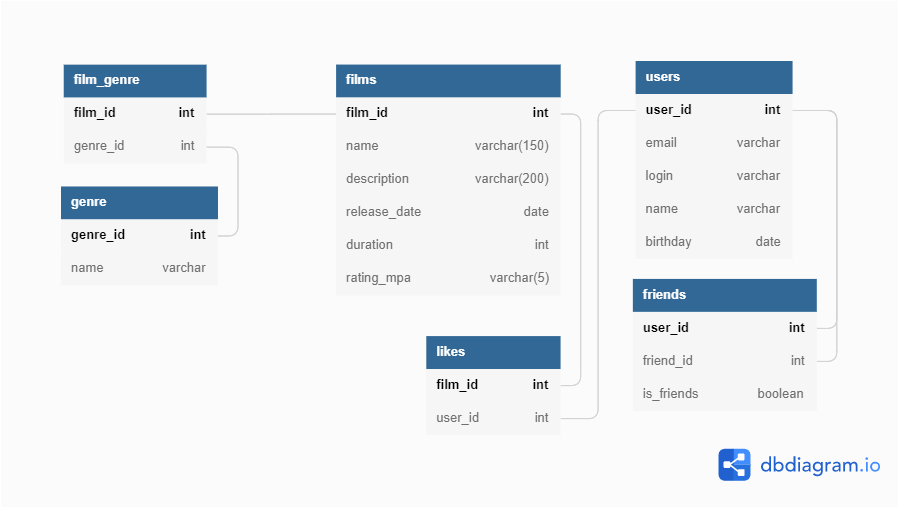 film_genre
film_id int
genre_id int
genre
genre_id int
name varchar
films
film_id int
name varchar(150)
description varchar(200)
release_date date
duration int
rating_mpa varchar(5)
likes
film_id int
user_id int
users
user_id int
email varchar
login varchar
name varchar
birthday date
friends
user_id int
friend_id int
is_friends boolean
dbdiagram.io